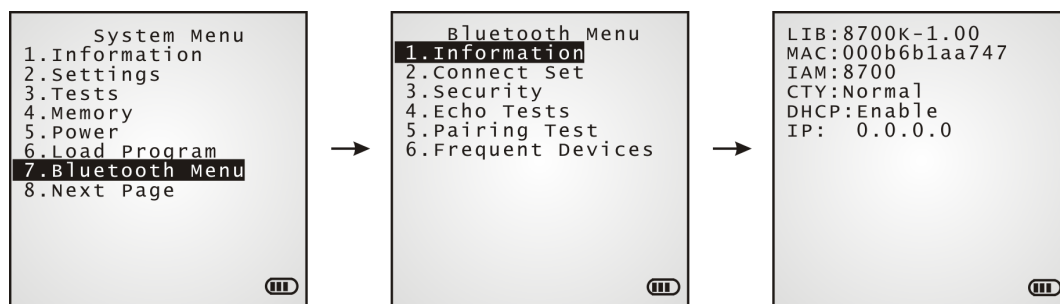 System Menu
1.Information
2.Settings
3.Tests
4.Memory
5.Power
6.Load Program
7.Bluetooth Menu
8.Next Page
Bluetooth Menu
1.Information
2.Connect Set
3.Security
4.Echo Tests
5.Pairing Test
6.Frequent Devices
LIB:8700K-1.00
MAC:000b6b1aa747
IAM:8700
CTY:Normal
DHCP:Enable
IP: 0.0.0.0